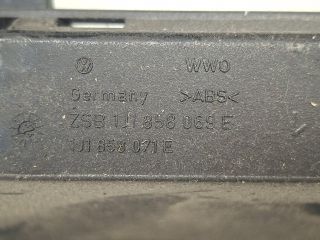 WWO
Germany >ABS<
ZSB 1J1 858 069 E
1J1 858 071 E